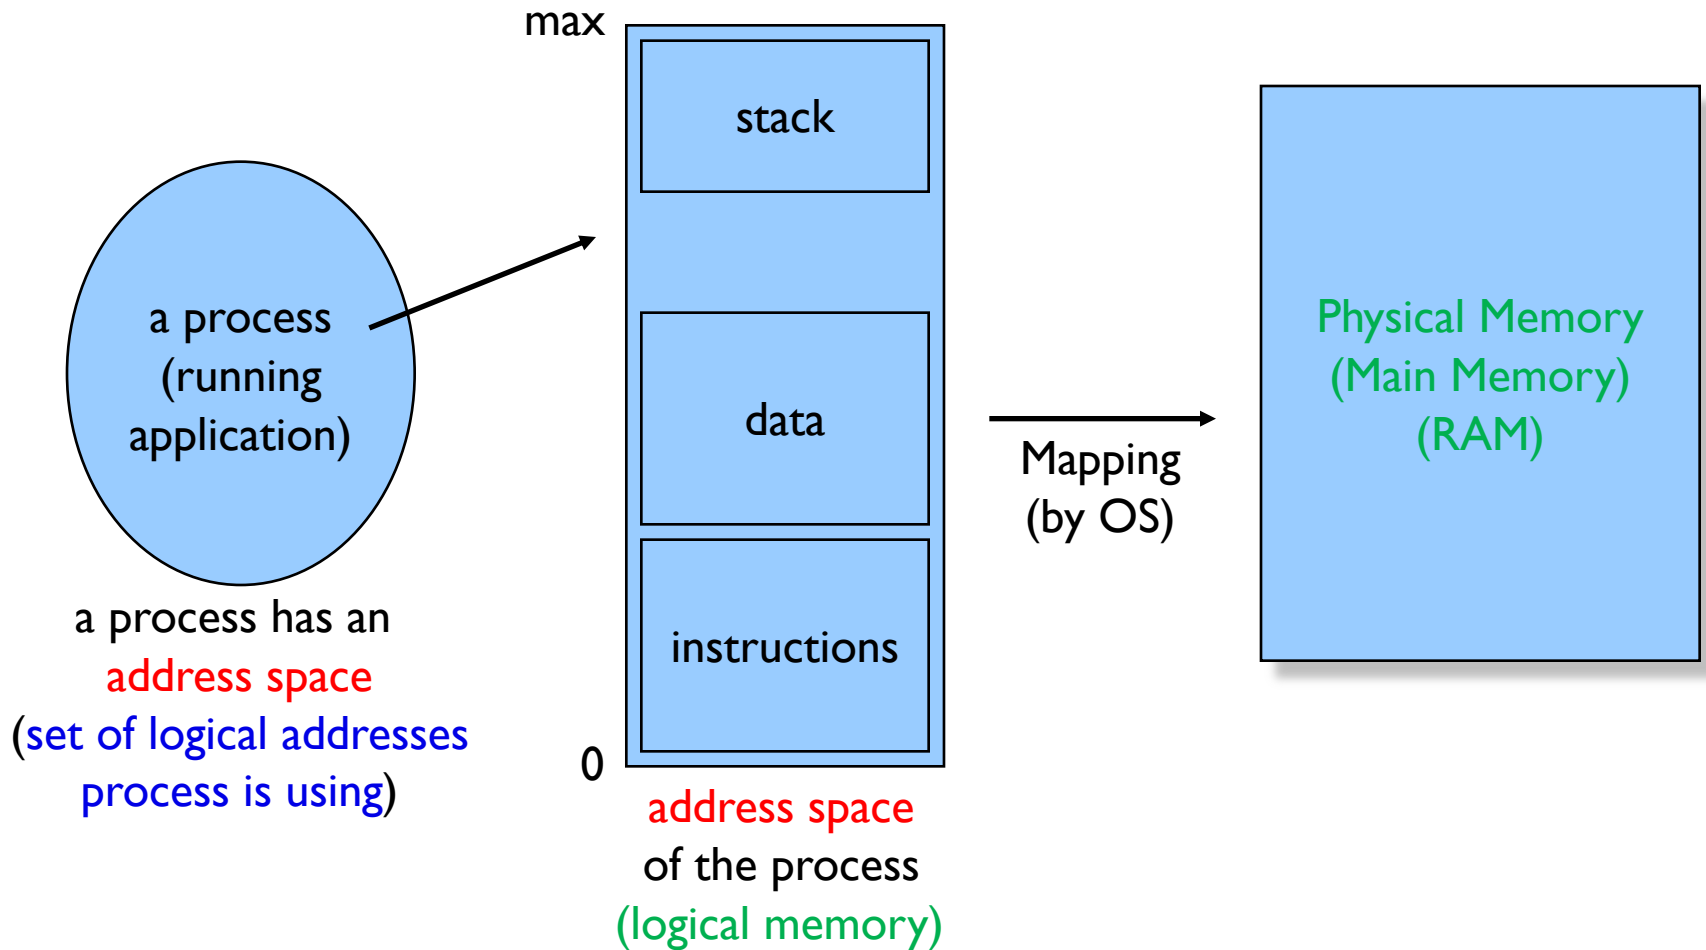 max
stack
a process
(running
application)
data
instructions
0
a process has an
address space
(set of logical addresses
process is using)
address space
of the process
(logical memory)
Mapping
(by OS)
Physical Memory
(Main Memory)
(RAM)